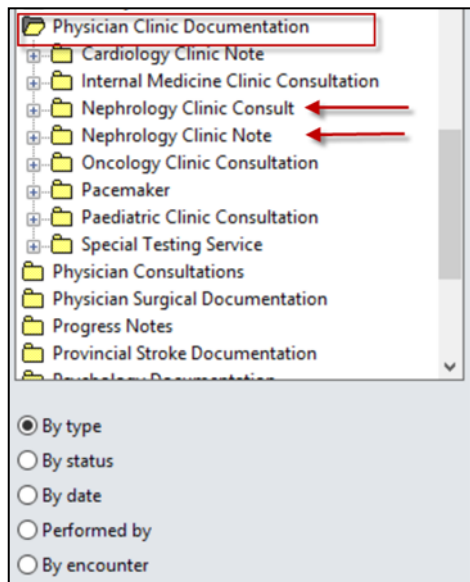 Physician Clinic Documentation
Cardiology Clinic Note
Internal Medicine Clinic Consultation
Nephrology Clinic Consult
Nephrology Clinic Note
Oncology Clinic Consultation
Pacemaker
Paediatric Clinic Consultation
Special Testing Service
Physician Consultations
Physician Surgical Documentation
Progress Notes
Provincial Stroke Documentation
Psychology Documentation
By type
By status
By date
Performed by
By encounter